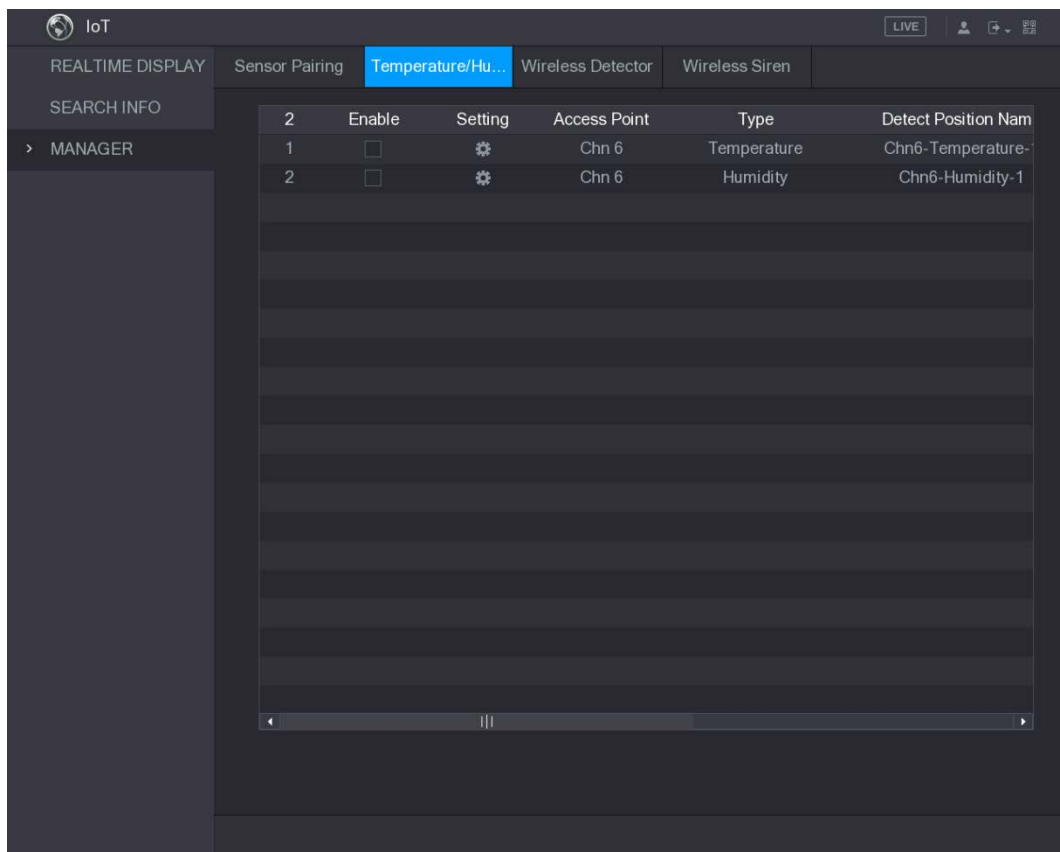 IoT LIVE
REALTIME DISPLAY
SEARCH INFO
MANAGER
Sensor Pairing Temperature/Hu... Wireless Detector Wireless Siren
2 Enable Setting Access Point Type Detect Position Nam
1 Chn 6 Temperature Chn6-Temperature-1
2 Chn 6 Humidity Chn6-Humidity-1